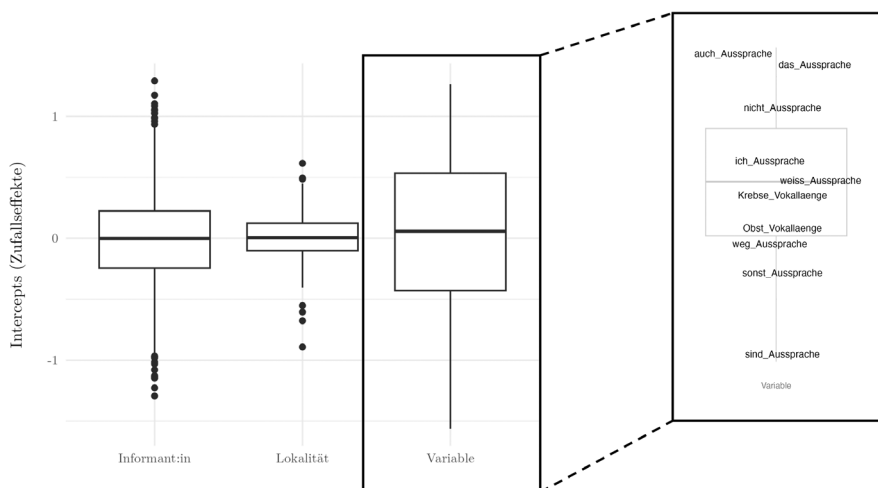 Intercepts (Zufallseffekte)
1
0
-1
Informant:in
Lokalität
Variable
auch_Aussprache
das_Aussprache
nicht_Aussprache
ich_Aussprache
weiss_Aussprache
Krebse_Vokallaenge
Obst_Vokallaenge
weg_Aussprache
sonst_Aussprache
sind_Aussprache
Variable